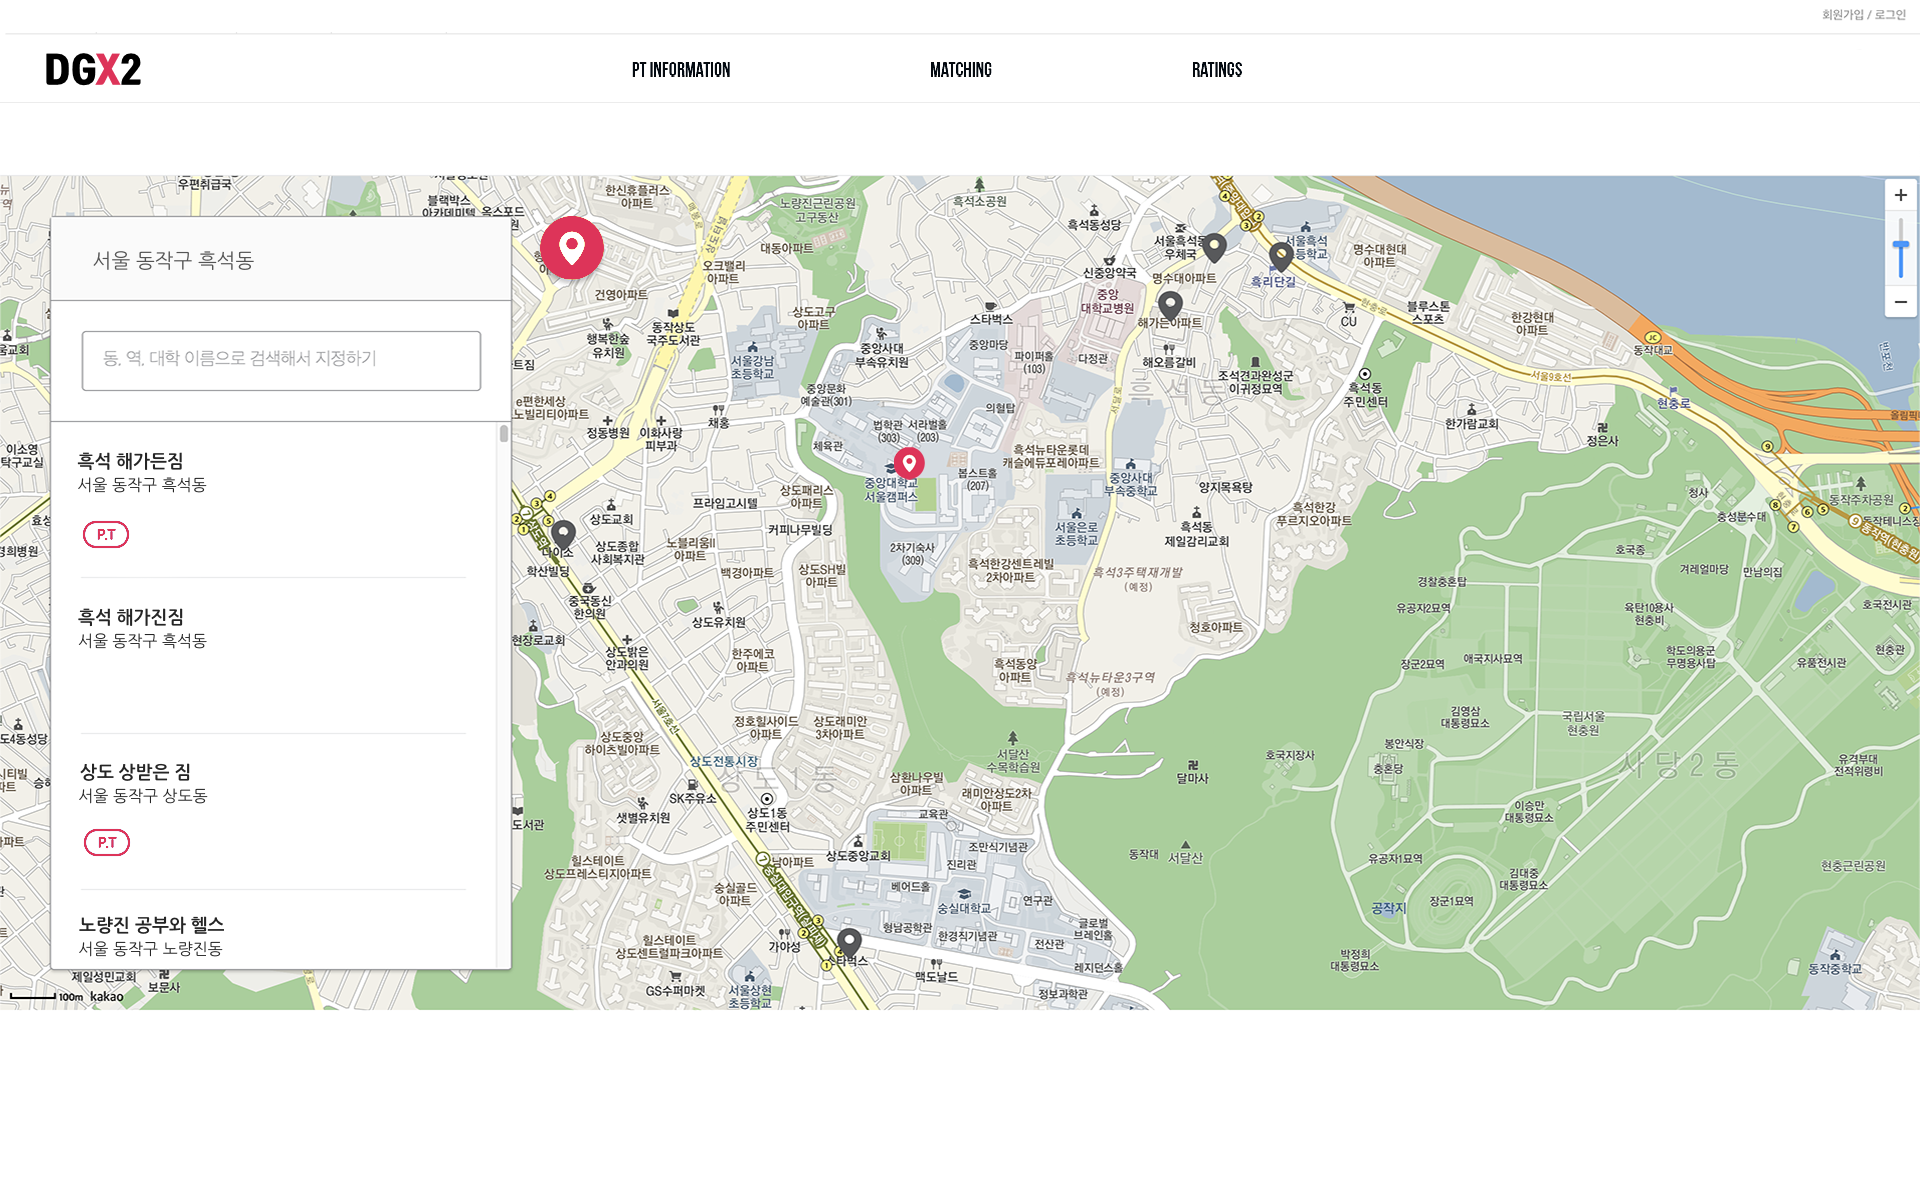 회원가입 / 로그인
DGX2
PT INFORMATION
MATCHING
RATINGS
서울 동작구 흑석동
동, 역, 대학 이름으로 검색해서 지정하기
흑석 해가든짐
서울 동작구 흑석동
P.T
흑석 해가진짐
서울 동작구 흑석동
상도 상받은 짐
서울 동작구 상도동
P.T
노량진 공부와 헬스
서울 동작구 노량진동
우편취급국
블랙박스
아카데미텔
옥스포드
한신휴플러스
아파트
노량진근린공원
고구동산
흑석소공원
흑석동성당
대동아파트
오크밸리
아파트
건영아파트
상도터널
서울흑석동
우체국
서울흑석
초등학교
명수대현대
아파트
신중앙약국
명수대아파트
흑리단길
중앙
대학교병원
해가든아파트
CU
블루스톤
스포츠
한강현대
아파트
동작대교
상도고구
아파트
스타벅스
동작상도
국주도서관
행복한숲
유치원
서울강남
초등학교
중앙사대
부속유치원
중앙마당
파이퍼홀
(103)
다정관
해오름갈비
흑석동
조석견과완성군
이귀정묘역
흑석동
주민센터
서울9호선
현충로
한가람교회
정은사
e편한세상
노빌리티아파트
정동병원
이화사랑
피부과
채홍
중앙문화
예술관(301)
의혈탑
법학관
(303)
서라벌홀
(203)
체육관
봅스트홀
(207)
흑석뉴타운롯데
캐슬에듀포레아파트
중앙대학교
서울캠퍼스
중앙사대
부속중학교
양지목욕탕
흑석한강
푸르지오아파트
이소영
탁구교실
프라임고시텔
상도패리스
아파트
커피나무빌딩
상도교회
상도종합
사회복지관
노블리움II
아파트
학산빌딩
백경아파트
상도SH빌
아파트
2차기숙사
(309)
서울은로
초등학교
흑석동
제일감리교회
흑석한강센트레빌
2차아파트
흑석3주택재개발
(예정)
청호아파트
중국동신
한의원
현장로교회
상도유치원
상도밝은
안과의원
한주에코
아파트
흑석동양
아파트
흑석뉴타운3구역
(예정)
서울7호선
정호힐사이드
아파트
상도래미안
3차아파트
상도중앙
하이츠빌아파트
상도전통시장
상도1동
SK주유소
샛별유치원
상도1동
주민센터
삼환나우빌
아파트
서달산
수목학습원
래미안상도2차
아파트
달마사
호국지장사
교육관
조만식기념관
진리관
상도중앙교회
베어드홀
숭실대학교
연구관
형남공학관
한경직기념관
전산관
글로벌
브레인홀
레지던스홀
정보과학관
맥도날드
스타벅스
가야성
숭실골드
아파트
힐스테이트
상도프레스티지아파트
힐스테이트
상도센트럴파크아파트
GS수퍼마켓
서울상현
초등학교
동작대
서달산
청사
충성분수대
동작주차공원
호국종
겨레얼마당
만남의집
경찰충혼탑
유공자2묘역
육탄10용사
현충비
호국전시관
학도의용군
무명용사탑
유품전시관
현충관
장군2묘역
애국지사묘역
김영삼
대통령묘소
국립서울
현충원
봉안식장
충혼당
사당2동
유격부대
전적위령비
이승만
대통령묘소
유공자1묘역
김대중
대통령묘소
장군1묘역
공작지
박정희
대통령묘소
현충근린공원
동작중학교
제일성민교회
보문사
100m
kakao